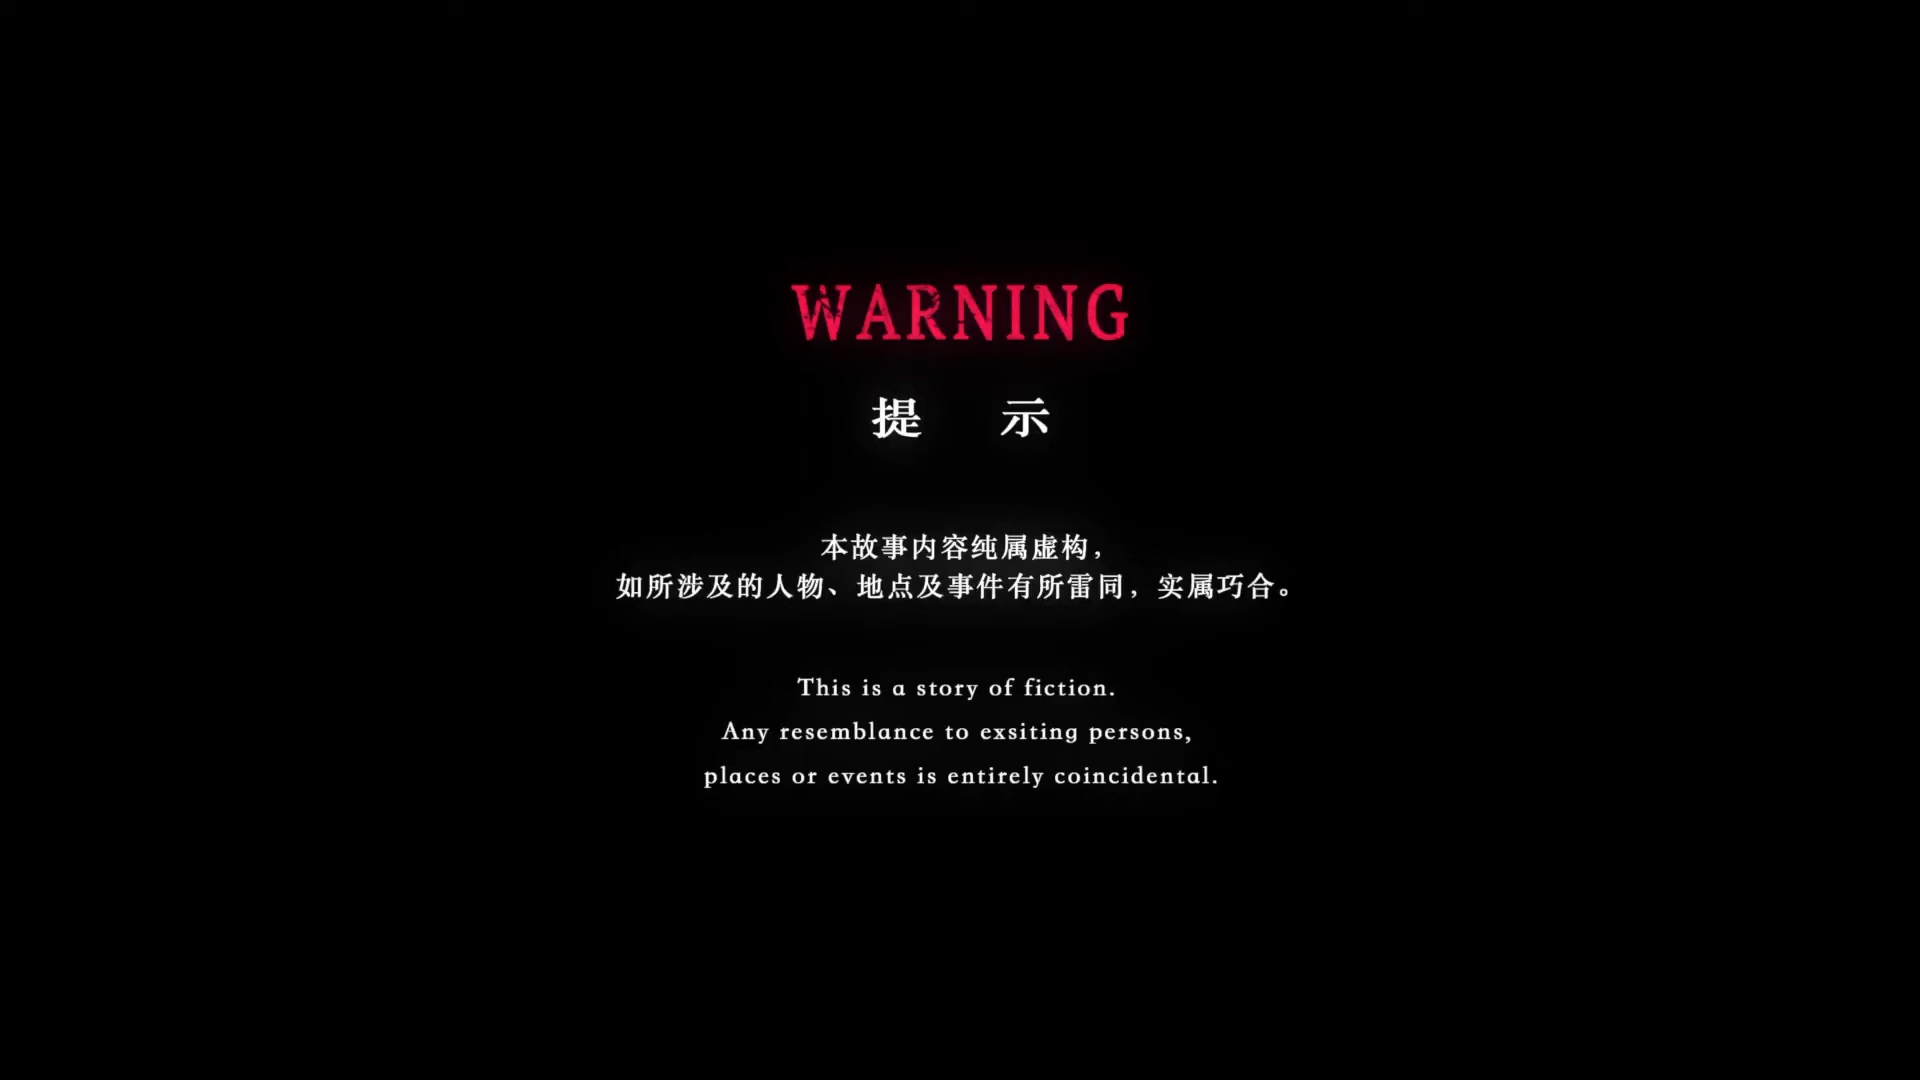 WARNING
提 示
本故事内容纯属虚构，
如所涉及的人物、地点及事件有所雷同，实属巧合。
This is a story of fiction.
Any resemblance to exsiting persons,
places or events is entirely coincidental.